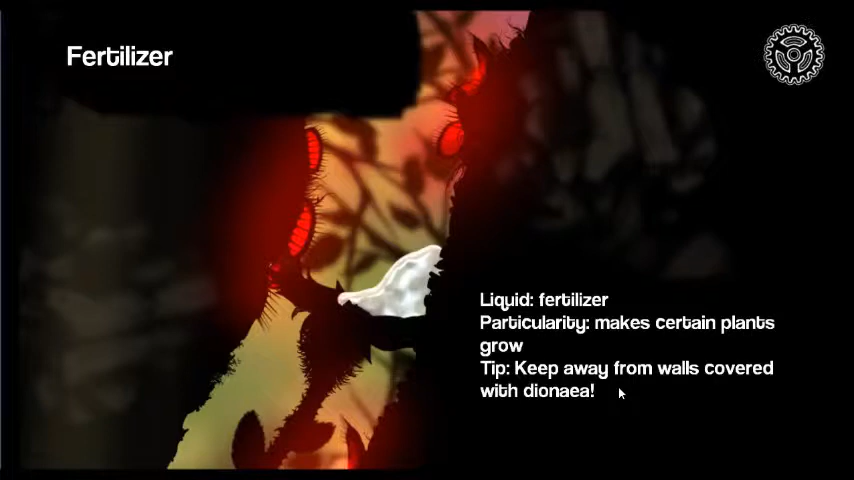 Fertilizer
Liquid: fertilizer
Particularity: makes certain plants
grow
Tip: Keep away from walls covered
with dionaea!